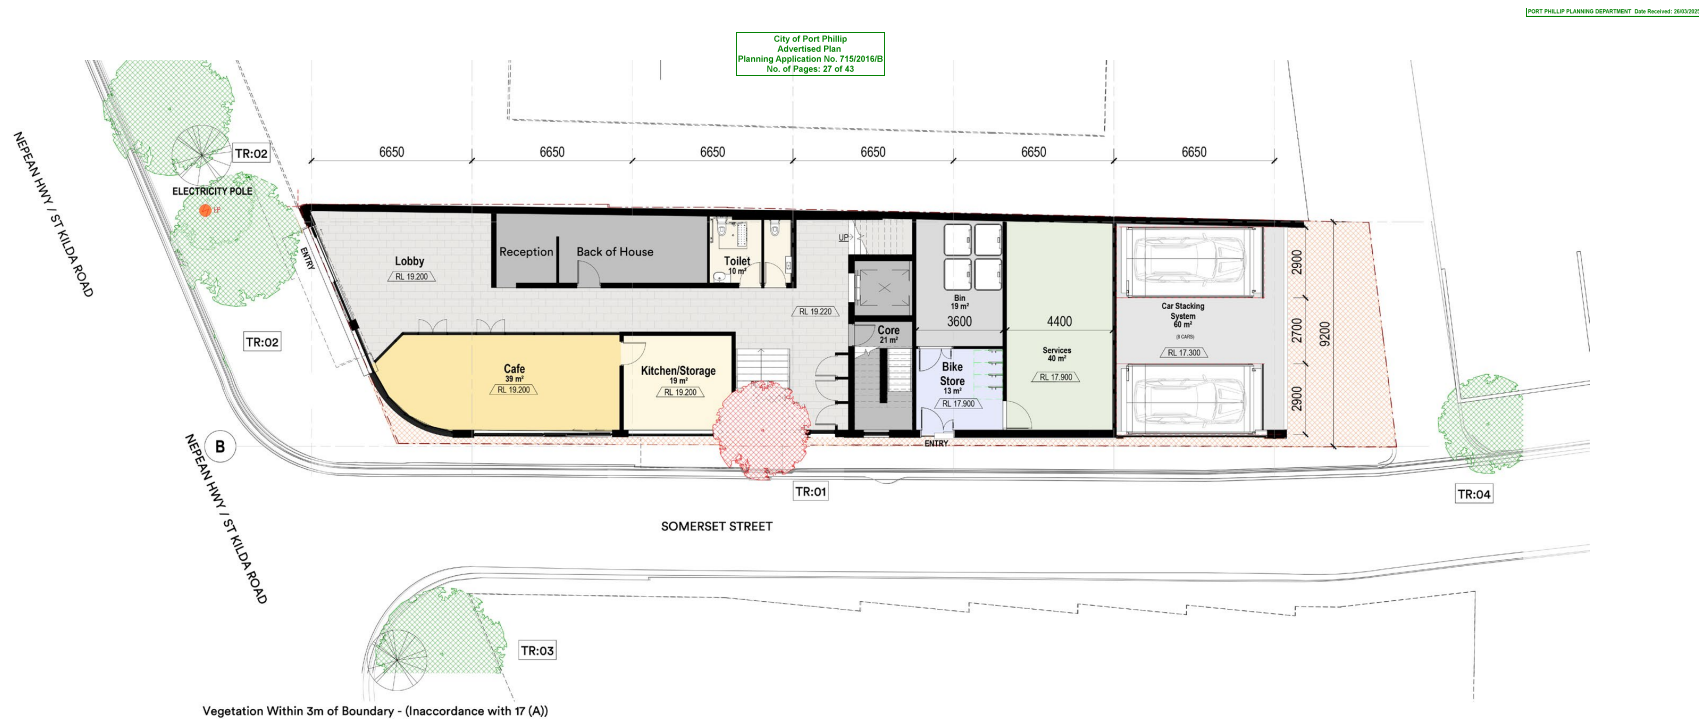 PORT PHILLIP PLANNING DEPARTMENT Date Received: 26/03/2025
City of Port Phillip
Advertised Plan
Planning Application No. 715/2016/B
No. of Pages: 27 of 43
NEPEAN HWY / ST KILDA ROAD
TR:02
ELECTRICITY POLE
6650
6650
6650
6650
6650
6650
ENTRY
Lobby
RL 19.200
Reception
Back of House
Toilet
10 m²
UP
RL 19.220
Bin
19 m²
3600
4400
Core
21 m²
Services
40 m²
RL 17.900
Bike
Store
13 m²
RL 17.900
ENTRY
Car Stacking
System
60 m²
(8 CARS)
RL 17.300
2900
2700
2900
9200
TR:02
Cafe
39 m²
RL 19.200
Kitchen/Storage
19 m²
RL 19.200
B
NEPEAN HWY / ST KILDA ROAD
TR:01
TR:04
SOMERSET STREET
TR:03
Vegetation Within 3m of Boundary - (Inaccordance with 17 (A))